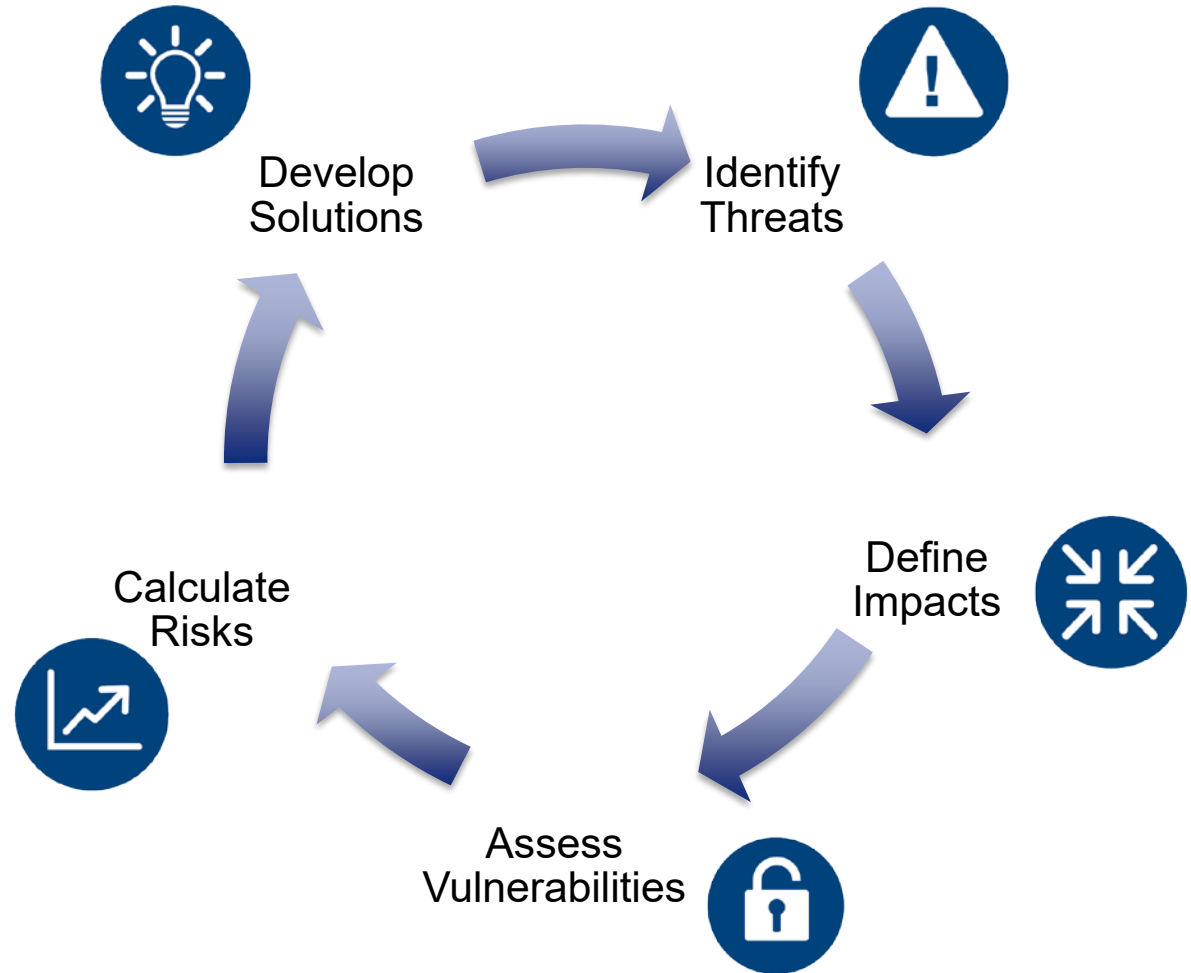 Develop
Solutions
Identify
Threats
Define
Impacts
Assess
Vulnerabilities
Calculate
Risks